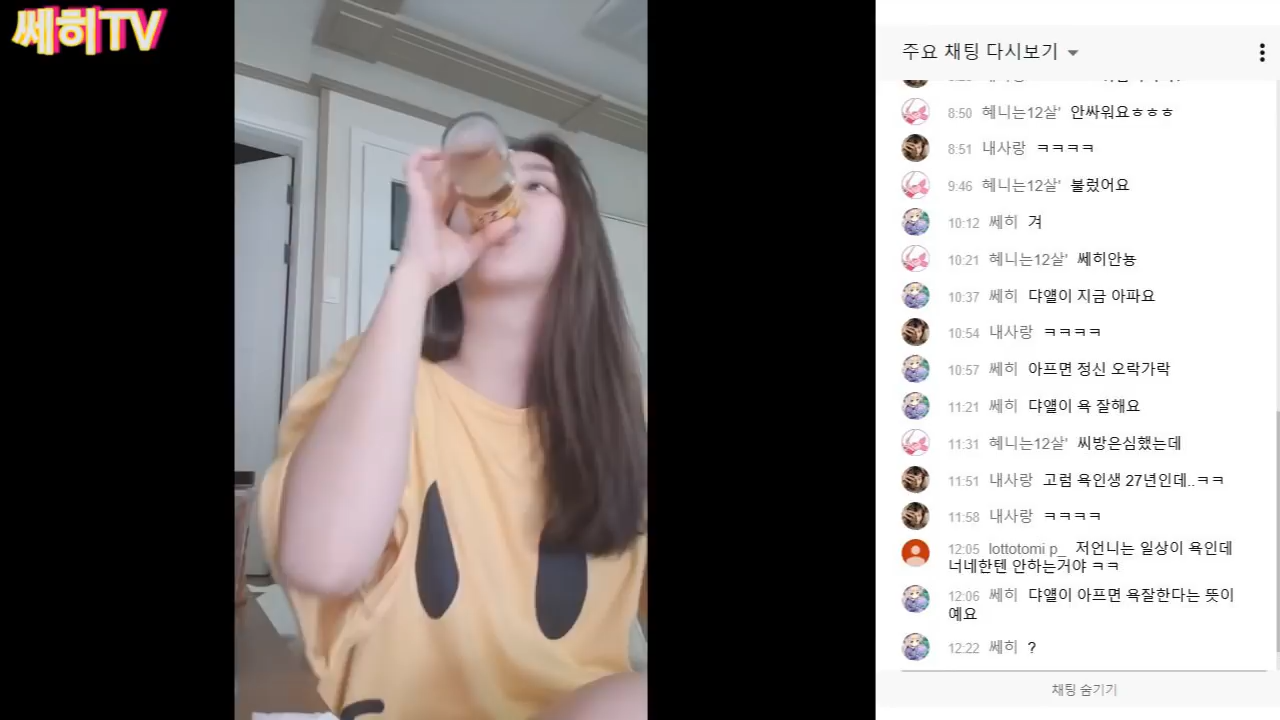 쎄히TV
주요 채팅 다시보기
8:50 혜니는12살' 안싸워요ㅎㅎㅎ
8:51 내사랑 ㅋㅋㅋㅋ
9:46 혜니는12살' 불렀어요
10:12 쎄히 겨
10:21 혜니는12살' 쎄히안뇽
10:37 쎄히 댜앨이 지금 아파요
10:54 내사랑 ㅋㅋㅋㅋ
10:57 쎄히 아프면 정신 오락가락
11:21 쎄히 댜앨이 욕 잘해요
11:31 혜니는12살' 씨방은심했는데
11:51 내사랑 고럼 욕인생 27년인데..ㅋㅋ
11:58 내사랑 ㅋㅋㅋㅋ
12:05 lottotomi p_ 저언니는 일상이 욕인데
너네한텐 안하는거야 ㅋㅋ
12:06 쎄히 댜앨이 아프면 욕잘한다는 뜻이
예요
12:22 쎄히 ?
채팅 숨기기